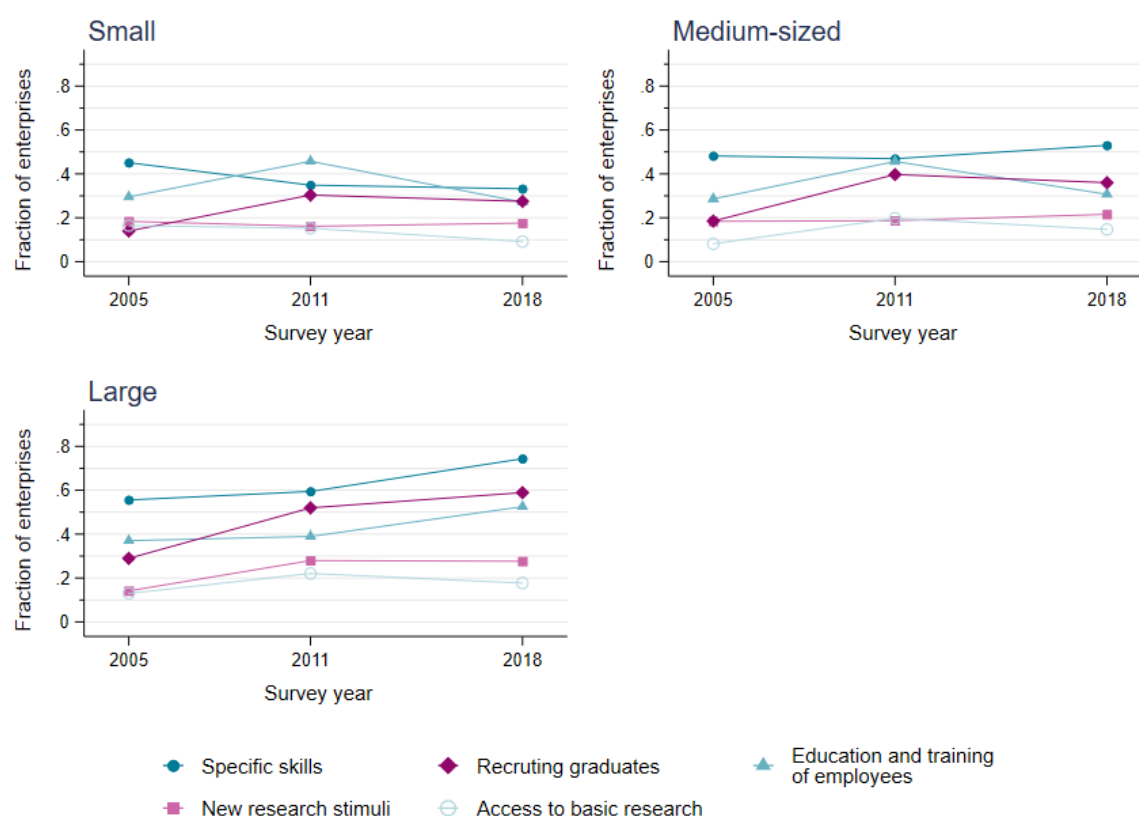 Small
Fraction of enterprises
.8
.6
.4
.2
0
2005 2011 2018
Survey year
Medium-sized
Fraction of enterprises
.8
.6
.4
.2
0
2005 2011 2018
Survey year
Large
Fraction of enterprises
.8
.6
.4
.2
0
2005 2011 2018
Survey year
Specific skills
Recruting graduates
Education and training
of employees
New research stimuli
Access to basic research